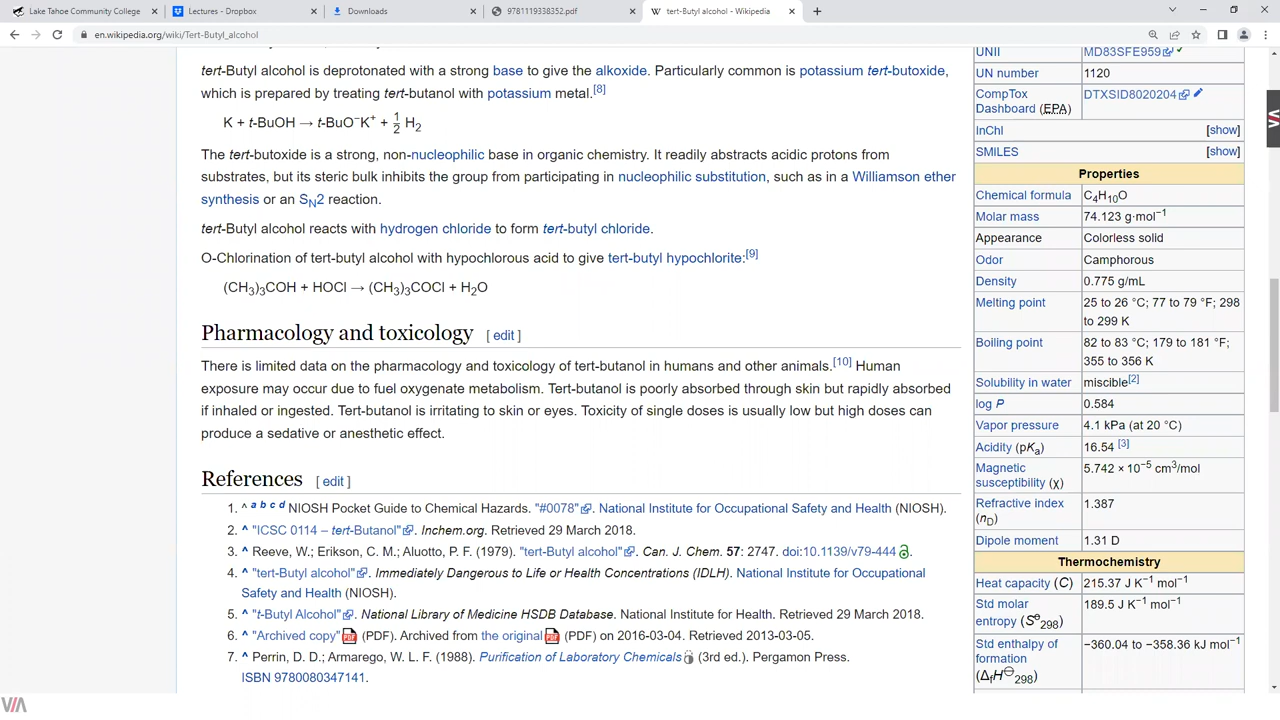 Lake Tahoe Community College
Lectures - Dropbox
Downloads
9781119338352.pdf
tert-Butyl alcohol - Wikipedia
en.wikipedia.org/wiki/Tert-Butyl_alcohol
tert-Butyl alcohol is deprotonated with a strong base to give the alkoxide. Particularly common is potassium tert-butoxide,
which is prepared by treating tert-butanol with potassium metal.[8]
K + t-BuOH → t-BuO⁻K⁺ + 1/2 H₂
The tert-butoxide is a strong, non-nucleophilic base in organic chemistry. It readily abstracts acidic protons from
substrates, but its steric bulk inhibits the group from participating in nucleophilic substitution, such as in a Williamson ether
synthesis or an SN2 reaction.
tert-Butyl alcohol reacts with hydrogen chloride to form tert-butyl chloride.
O-Chlorination of tert-butyl alcohol with hypochlorous acid to give tert-butyl hypochlorite:[9]
(CH₃)₃COH + HOCl → (CH₃)₃COCl + H₂O
Pharmacology and toxicology [ edit ]
There is limited data on the pharmacology and toxicology of tert-butanol in humans and other animals.[10] Human
exposure may occur due to fuel oxygenate metabolism. Tert-butanol is poorly absorbed through skin but rapidly absorbed
if inhaled or ingested. Tert-butanol is irritating to skin or eyes. Toxicity of single doses is usually low but high doses can
produce a sedative or anesthetic effect.
References [ edit ]
1. ^ a b c d NIOSH Pocket Guide to Chemical Hazards. "#0078". National Institute for Occupational Safety and Health (NIOSH).
2. ^ "ICSC 0114 – tert-Butanol". Inchem.org. Retrieved 29 March 2018.
3. ^ Reeve, W.; Erikson, C. M.; Aluotto, P. F. (1979). "tert-Butyl alcohol". Can. J. Chem. 57: 2747. doi:10.1139/v79-444.
4. ^ "tert-Butyl alcohol". Immediately Dangerous to Life or Health Concentrations (IDLH). National Institute for Occupational
Safety and Health (NIOSH).
5. ^ "t-Butyl Alcohol". National Library of Medicine HSDB Database. National Institute for Health. Retrieved 29 March 2018.
6. ^ "Archived copy" (PDF). Archived from the original (PDF) on 2016-03-04. Retrieved 2013-03-05.
7. ^ Perrin, D. D.; Armarego, W. L. F. (1988). Purification of Laboratory Chemicals (3rd ed.). Pergamon Press.
ISBN 9780080347141.
UNII MD83SFE959
UN number 1120
CompTox
Dashboard (EPA) DTXSID8020204
InChI [show]
SMILES [show]
Properties
Chemical formula C₄H₁₀O
Molar mass 74.123 g·mol⁻¹
Appearance Colorless solid
Odor Camphorous
Density 0.775 g/mL
Melting point 25 to 26 °C; 77 to 79 °F; 298
to 299 K
Boiling point 82 to 83 °C; 179 to 181 °F;
355 to 356 K
Solubility in water miscible[2]
log P 0.584
Vapor pressure 4.1 kPa (at 20 °C)
Acidity (pKa) 16.54 [3]
Magnetic
susceptibility (χ) 5.742 × 10⁻⁵ cm³/mol
Refractive index
(nD) 1.387
Dipole moment 1.31 D
Thermochemistry
Heat capacity (C) 215.37 J K⁻¹ mol⁻¹
Std molar
entropy (S⦵298) 189.5 J K⁻¹ mol⁻¹
Std enthalpy of
formation
(ΔfH⦵298) −360.04 to −358.36 kJ mol⁻¹
VIA